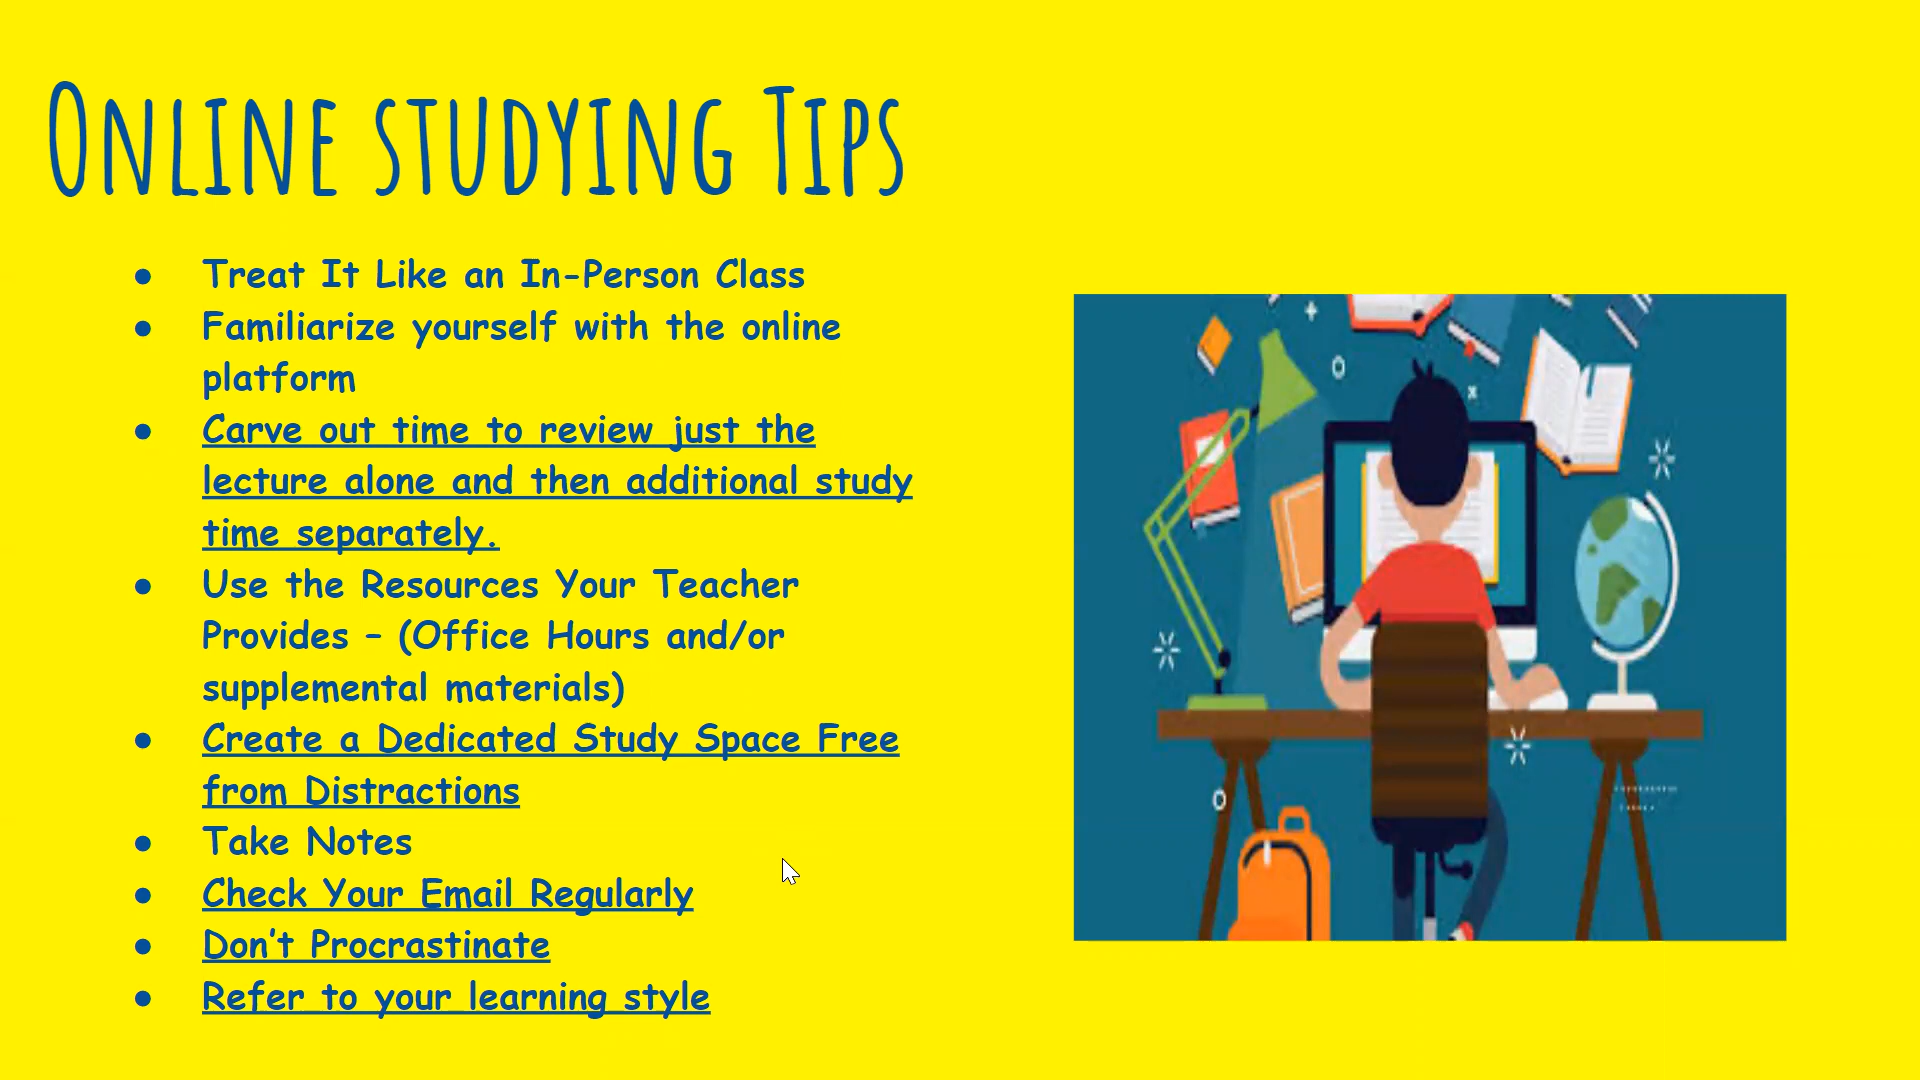 Online studying Tips
● Treat It Like an In-Person Class
● Familiarize yourself with the online
platform
● Carve out time to review just the
lecture alone and then additional study
time separately.
● Use the Resources Your Teacher
Provides – (Office Hours and/or
supplemental materials)
● Create a Dedicated Study Space Free
from Distractions
● Take Notes
● Check Your Email Regularly
● Don't Procrastinate
● Refer to your learning style